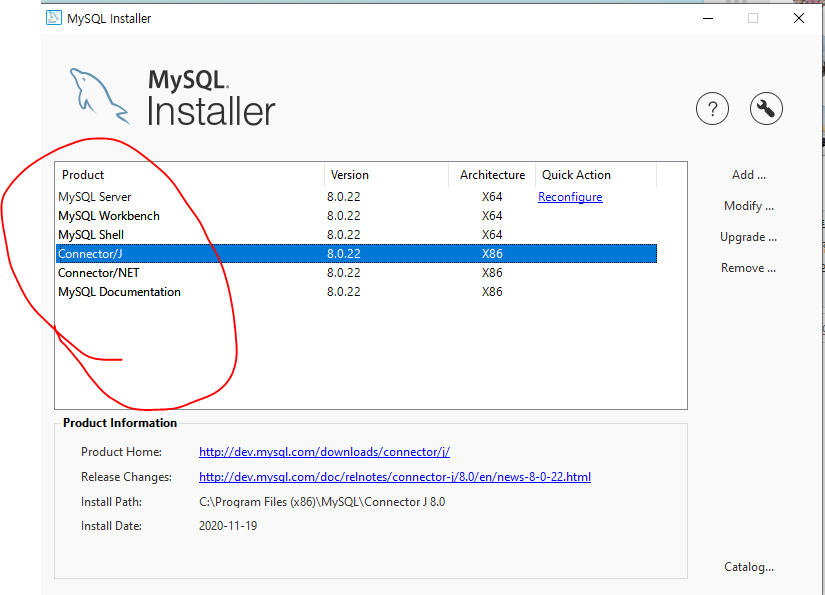 MySQL Installer
MySQL.
Installer
?
Product Version Architecture Quick Action
MySQL Server 8.0.22 X64 Reconfigure
MySQL Workbench 8.0.22 X64
MySQL Shell 8.0.22 X64
Connector/J 8.0.22 X86
Connector/NET 8.0.22 X86
MySQL Documentation 8.0.22 X86
Add ...
Modify ...
Upgrade ...
Remove ...
Product Information
Product Home: http://dev.mysql.com/downloads/connector/j/
Release Changes: http://dev.mysql.com/doc/relnotes/connector-j/8.0/en/news-8-0-22.html
Install Path: C:\Program Files (x86)\MySQL\Connector J 8.0
Install Date: 2020-11-19
Catalog...